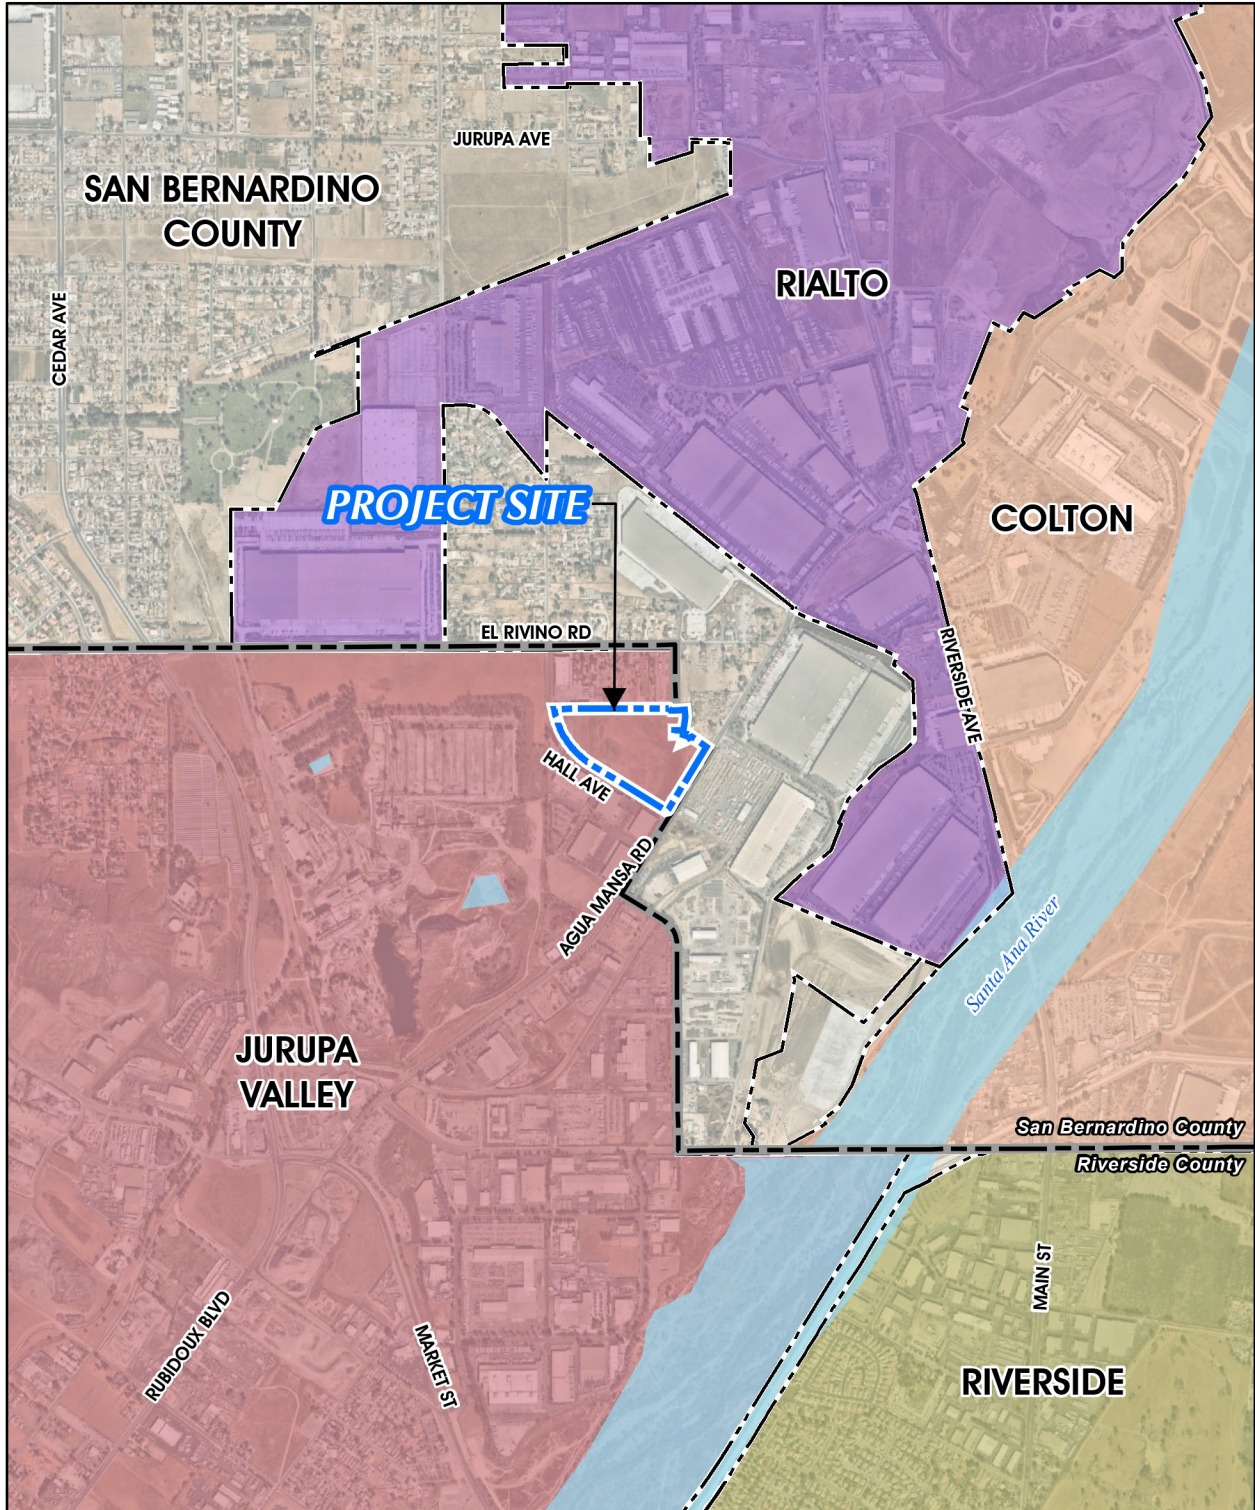 JURUPA AVE
SAN BERNARDINO
COUNTY
RIALTO
CEDAR AVE
PROJECT SITE
COLTON
EL RIVINO RD
RIVERSIDE AVE
HALL AVE
AGUA MANSA RD
Santa Ana River
JURUPA
VALLEY
San Bernardino County
Riverside County
MAIN ST
RUBIDOUX BLVD
MARKET ST
RIVERSIDE